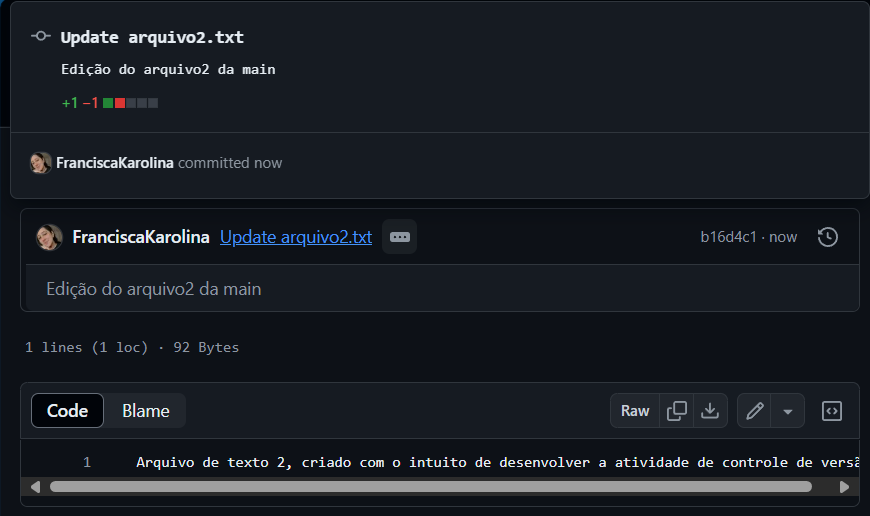 Update arquivo2.txt
Edição do arquivo2 da main
+1 −1
FranciscaKarolina committed now
FranciscaKarolina Update arquivo2.txt b16d4c1 · now
Edição do arquivo2 da main
1 lines (1 loc) · 92 Bytes
Code Blame Raw
1 Arquivo de texto 2, criado com o intuito de desenvolver a atividade de controle de versã